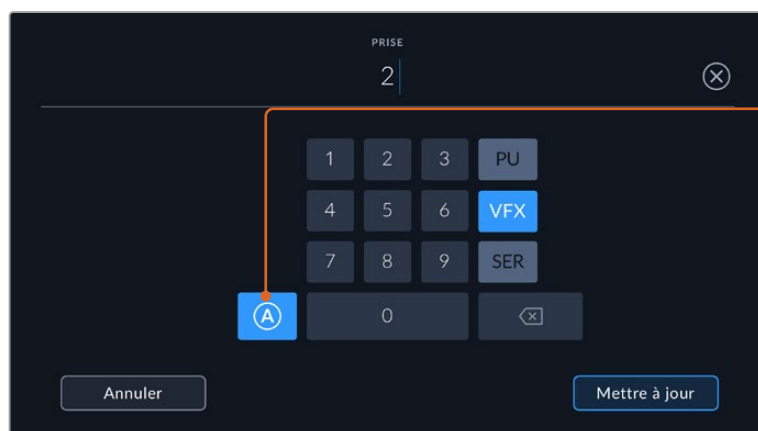 PRISE
2
1 2 3 PU
4 5 6 VFX
7 8 9 SER
A 0
Annuler Mettre à jour